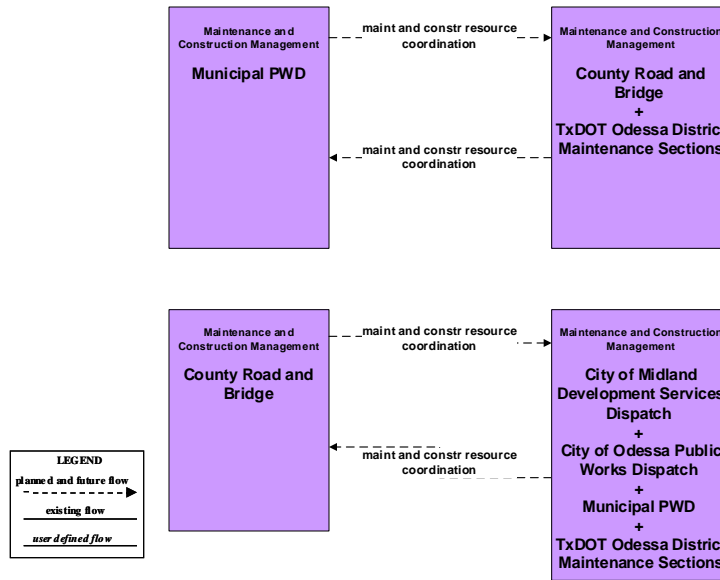 Maintenance and
Construction Management
Municipal PWD
maint and constr resource
coordination
maint and constr resource
coordination
Maintenance and Construction
Management
County Road and
Bridge
+
TxDOT Odessa Distric
Maintenance Sections
Maintenance and
Construction Management
County Road and
Bridge
maint and constr resource
coordination
maint and constr resource
coordination
Maintenance and Construction
Management
City of Midland
Development Services
Dispatch
+
City of Odessa Public
Works Dispatch
+
Municipal PWD
+
TxDOT Odessa Distric
Maintenance Sections
LEGEND
planned and future flow
existing flow
user defined flow